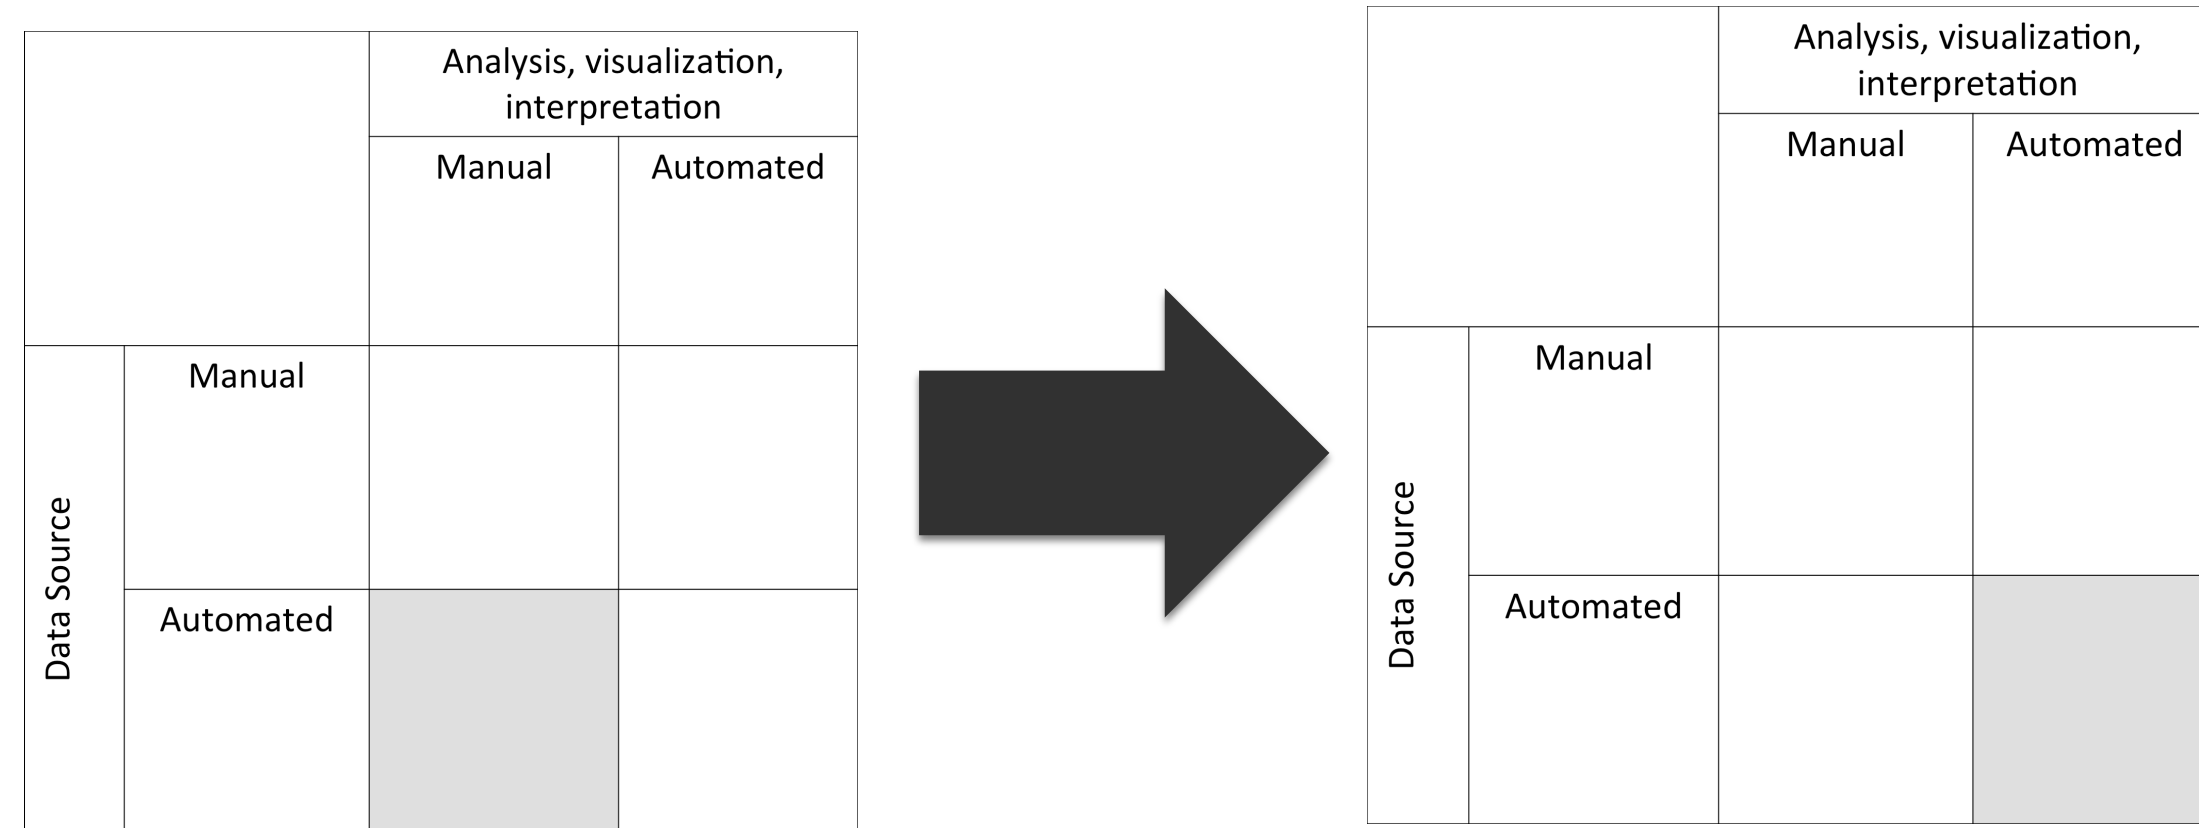 Analysis, visualization,
interpretation
Manual
Automated
Manual
Data Source
Automated
Analysis, visualization,
interpretation
Manual
Automated
Manual
Data Source
Automated